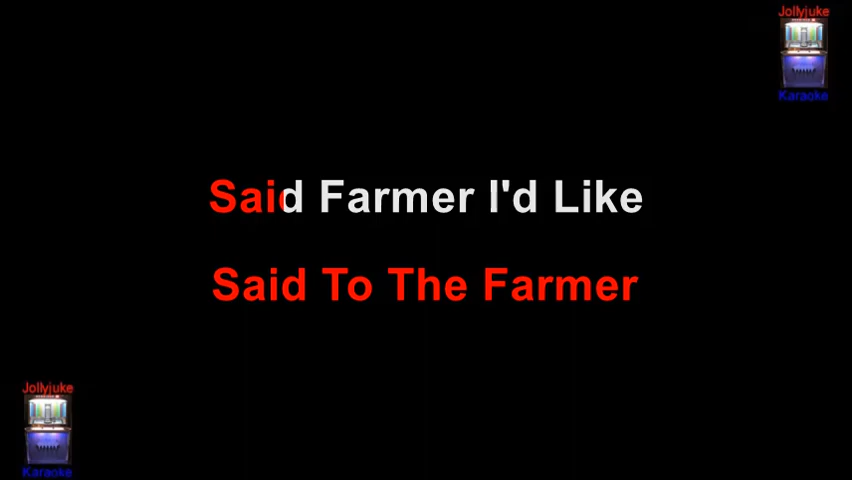 Jollyjuke
Karaoke
Said Farmer I'd Like
Said To The Farmer
Jollyjuke
Karaoke